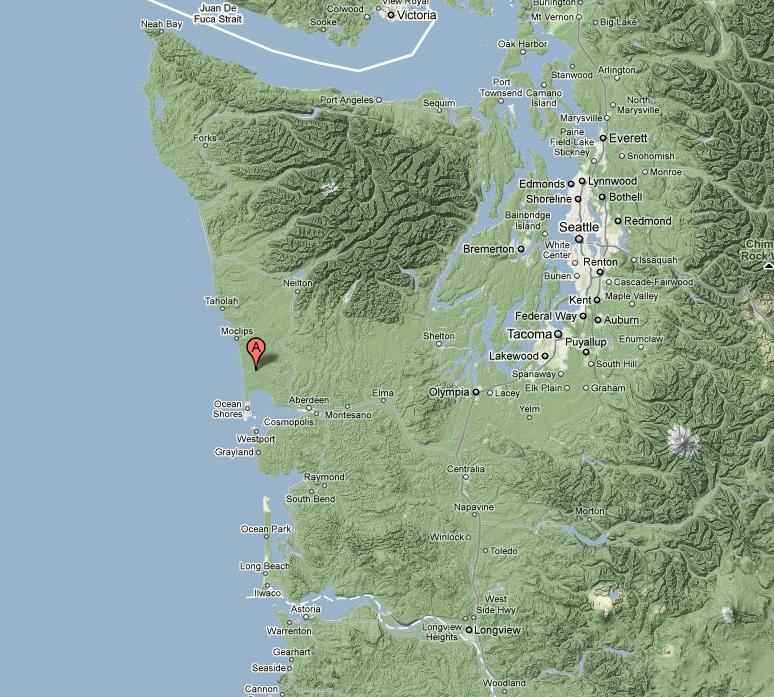 View Royal
Burlington
Juan De
Fuca Strait
Colwood
Victoria
Mt Vernon
Big Lake
Neah Bay
Sooke
Oak Harbor
Stanwood
Arlington
Port
Townsend
Camano
Island
Port Angeles
Sequim
North
Marysville
Marysville
Forks
Paine
Field-Lake
Stickney
Everett
Snohomish
Monroe
Edmonds
Lynnwood
Shoreline
Bothell
Bainbridge
Island
Redmond
Seattle
Bremerton
White
Center
Renton
Issaquah
Burien
Cascade-Fairwood
Neilton
Taholah
Kent
Maple Valley
Federal Way
Auburn
Moclips
Shelton
Tacoma
Puyallup
Enumclaw
A
Lakewood
South Hill
Spanaway
Elk Plain
Graham
Olympia
Lacey
Elma
Aberdeen
Ocean
Shores
Montesano
Yelm
Cosmopolis
Westport
Grayland
Centralia
Raymond
South Bend
Napavine
Morton
Ocean Park
Winlock
Toledo
Long Beach
Ilwaco
West
Side Hwy
Astoria
Warrenton
Longview
Heights
Longview
Gearhart
Seaside
Woodland
Cannon